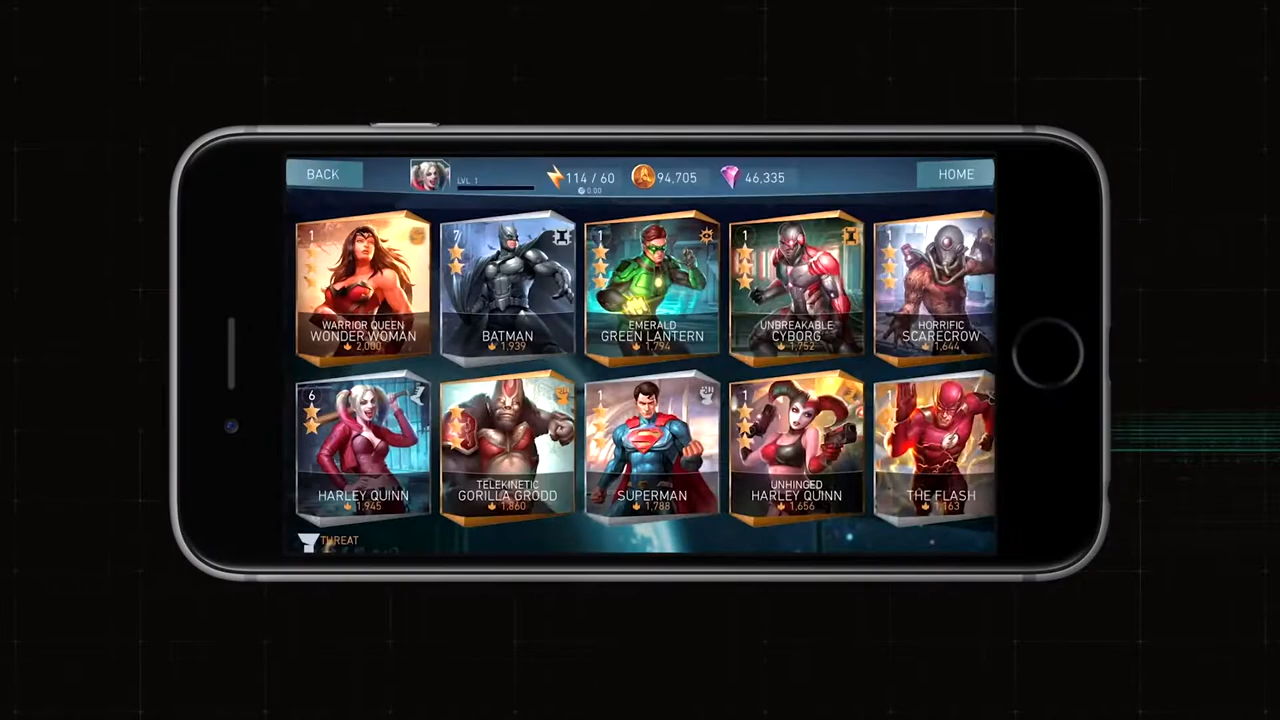 BACK
LVL 1
114 / 60
0:00
94,705
46,335
HOME
1
WARRIOR QUEEN
WONDER WOMAN
2,000
7
BATMAN
1,939
1
EMERALD
GREEN LANTERN
1,794
1
UNBREAKABLE
CYBORG
1,752
1
HORRIFIC
SCARECROW
1,644
6
HARLEY QUINN
1,945
TELEKINETIC
GORILLA GRODD
1,860
1
SUPERMAN
1,788
1
UNHINGED
HARLEY QUINN
1,656
1
THE FLASH
1,163
THREAT